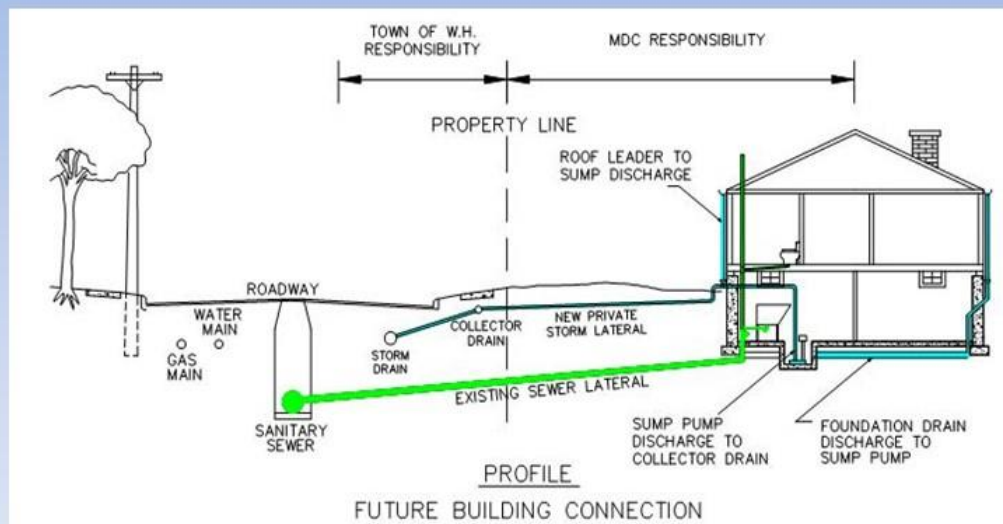 TOWN OF W.H.
RESPONSIBILITY
MDC RESPONSIBILITY
PROPERTY LINE
ROOF LEADER TO
SUMP DISCHARGE
ROADWAY
WATER
MAIN
GAS
MAIN
COLLECTOR
DRAIN
NEW PRIVATE
STORM LATERAL
STORM
DRAIN
EXISTING SEWER LATERAL
SANITARY
SEWER
SUMP PUMP
DISCHARGE TO
COLLECTOR DRAIN
FOUNDATION DRAIN
DISCHARGE TO
SUMP PUMP
PROFILE
FUTURE BUILDING CONNECTION